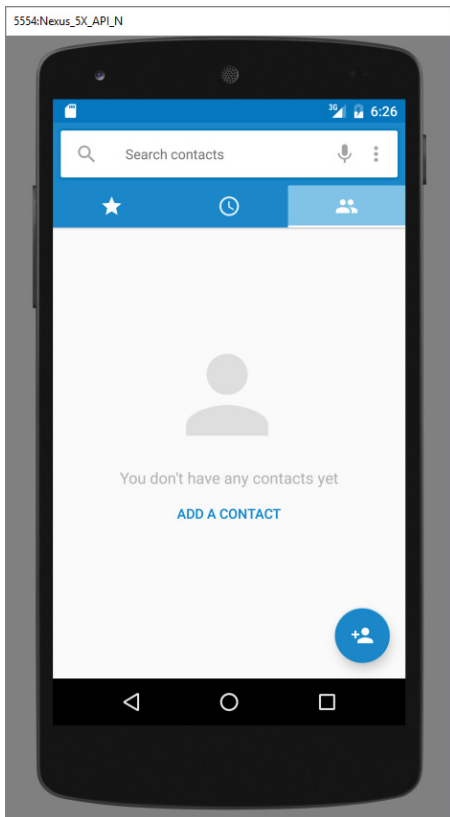 5554:Nexus_5X_API_N
3G 6:26
Search contacts
You don't have any contacts yet
ADD A CONTACT